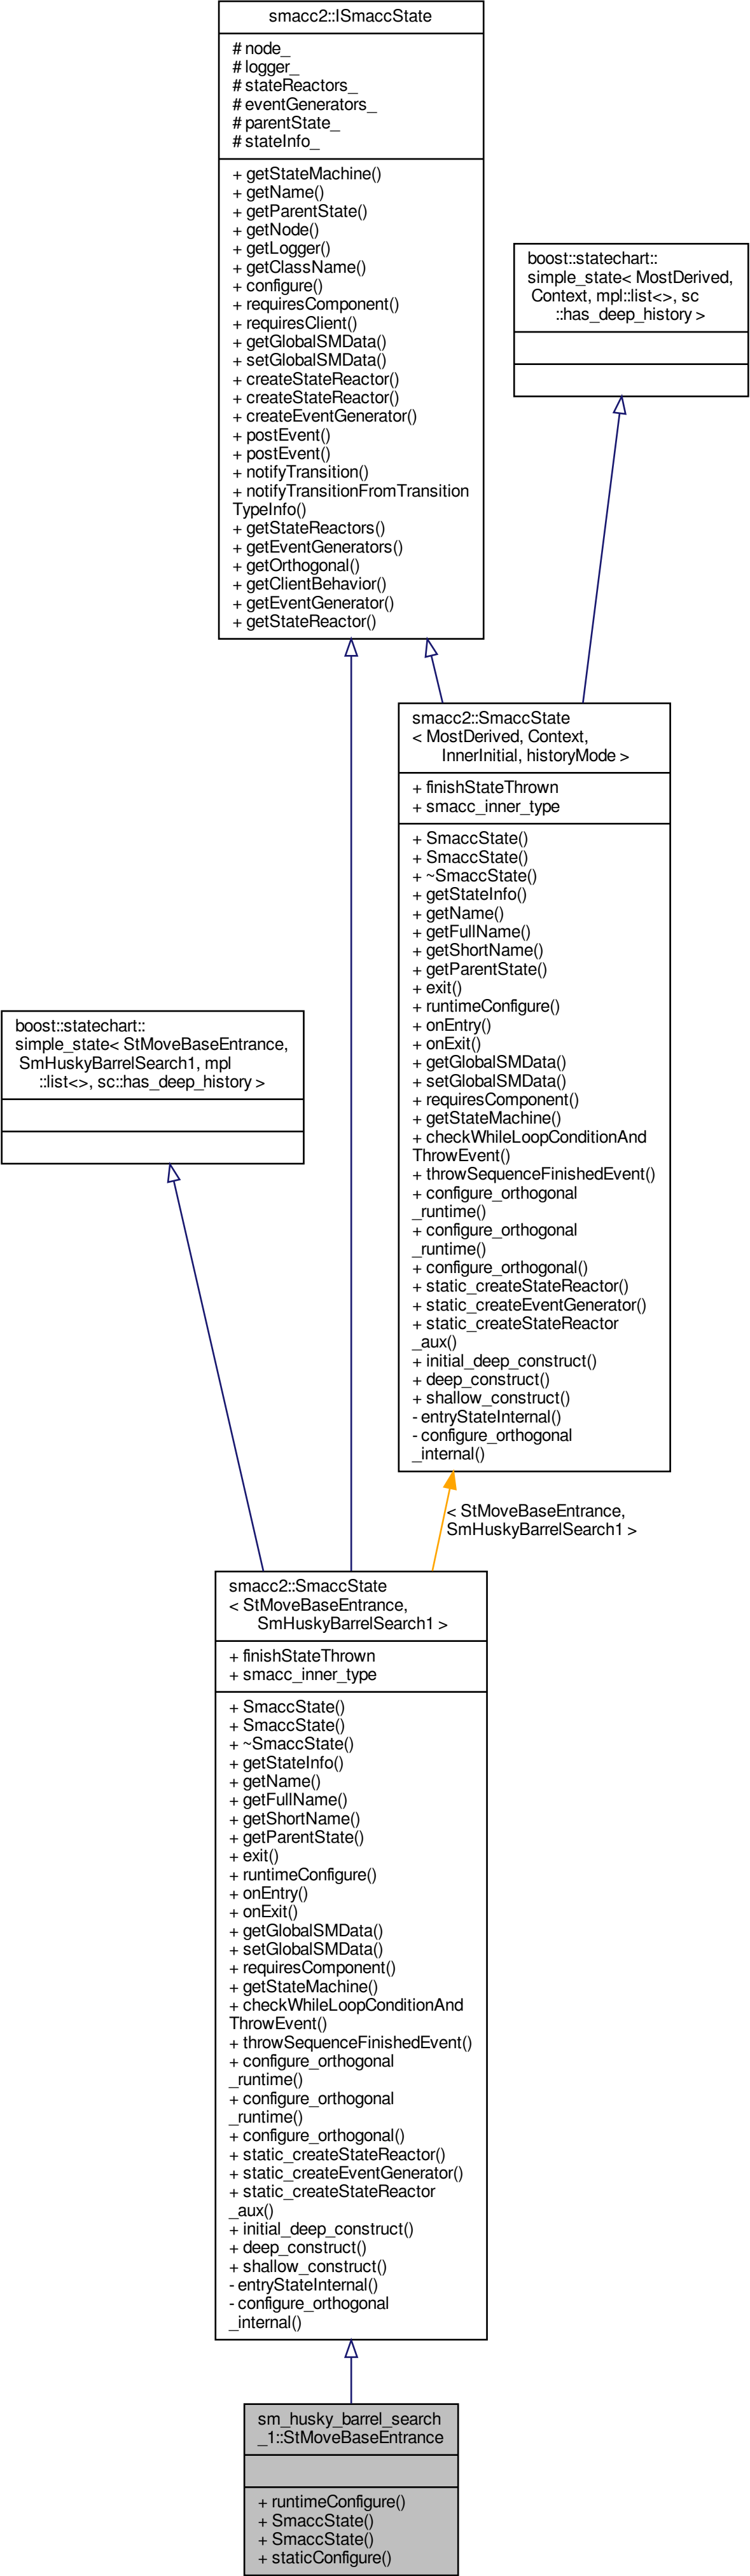 smacc2::ISmaccState
# node_
# logger_
# stateReactors_
# eventGenerators_
# parentState_
# stateInfo_
+ getStateMachine()
+ getName()
+ getParentState()
+ getNode()
+ getLogger()
+ getClassName()
+ configure()
+ requiresComponent()
+ requiresClient()
+ getGlobalSMData()
+ setGlobalSMData()
+ createStateReactor()
+ createStateReactor()
+ createEventGenerator()
+ postEvent()
+ postEvent()
+ notifyTransition()
+ notifyTransitionFromTransition
TypeInfo()
+ getStateReactors()
+ getEventGenerators()
+ getOrthogonal()
+ getClientBehavior()
+ getEventGenerator()
+ getStateReactor()
boost::statechart::
simple_state< MostDerived,
Context, mpl::list<>, sc
::has_deep_history >
smacc2::SmaccState
< MostDerived, Context,
InnerInitial, historyMode >
+ finishStateThrown
+ smacc_inner_type
+ SmaccState()
+ SmaccState()
+ ~SmaccState()
+ getStateInfo()
+ getName()
+ getFullName()
+ getShortName()
+ getParentState()
+ exit()
+ runtimeConfigure()
+ onEntry()
+ onExit()
+ getGlobalSMData()
+ setGlobalSMData()
+ requiresComponent()
+ getStateMachine()
+ checkWhileLoopConditionAnd
ThrowEvent()
+ throwSequenceFinishedEvent()
+ configure_orthogonal
_runtime()
+ configure_orthogonal
_runtime()
+ configure_orthogonal()
+ static_createStateReactor()
+ static_createEventGenerator()
+ static_createStateReactor
_aux()
+ initial_deep_construct()
+ deep_construct()
+ shallow_construct()
- entryStateInternal()
- configure_orthogonal
_internal()
boost::statechart::
simple_state< StMoveBaseEntrance,
SmHuskyBarrelSearch1, mpl
::list<>, sc::has_deep_history >
< StMoveBaseEntrance,
SmHuskyBarrelSearch1 >
smacc2::SmaccState
< StMoveBaseEntrance,
SmHuskyBarrelSearch1 >
+ finishStateThrown
+ smacc_inner_type
+ SmaccState()
+ SmaccState()
+ ~SmaccState()
+ getStateInfo()
+ getName()
+ getFullName()
+ getShortName()
+ getParentState()
+ exit()
+ runtimeConfigure()
+ onEntry()
+ onExit()
+ getGlobalSMData()
+ setGlobalSMData()
+ requiresComponent()
+ getStateMachine()
+ checkWhileLoopConditionAnd
ThrowEvent()
+ throwSequenceFinishedEvent()
+ configure_orthogonal
_runtime()
+ configure_orthogonal
_runtime()
+ configure_orthogonal()
+ static_createStateReactor()
+ static_createEventGenerator()
+ static_createStateReactor
_aux()
+ initial_deep_construct()
+ deep_construct()
+ shallow_construct()
- entryStateInternal()
- configure_orthogonal
_internal()
sm_husky_barrel_search
_1::StMoveBaseEntrance
+ runtimeConfigure()
+ SmaccState()
+ SmaccState()
+ staticConfigure()